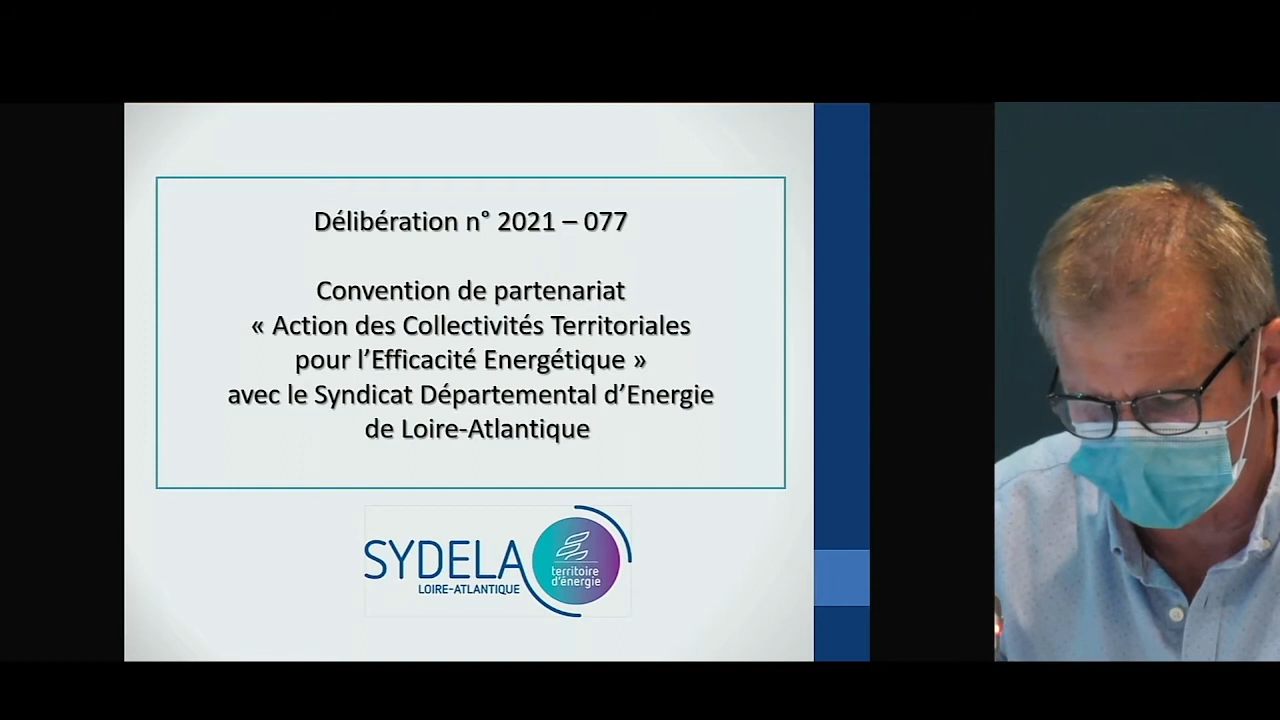 Délibération n° 2021 – 077
Convention de partenariat
« Action des Collectivités Territoriales
pour l’Efficacité Energétique »
avec le Syndicat Départemental d’Energie
de Loire-Atlantique
SYDELA
LOIRE-ATLANTIQUE
territoire
d’énergie